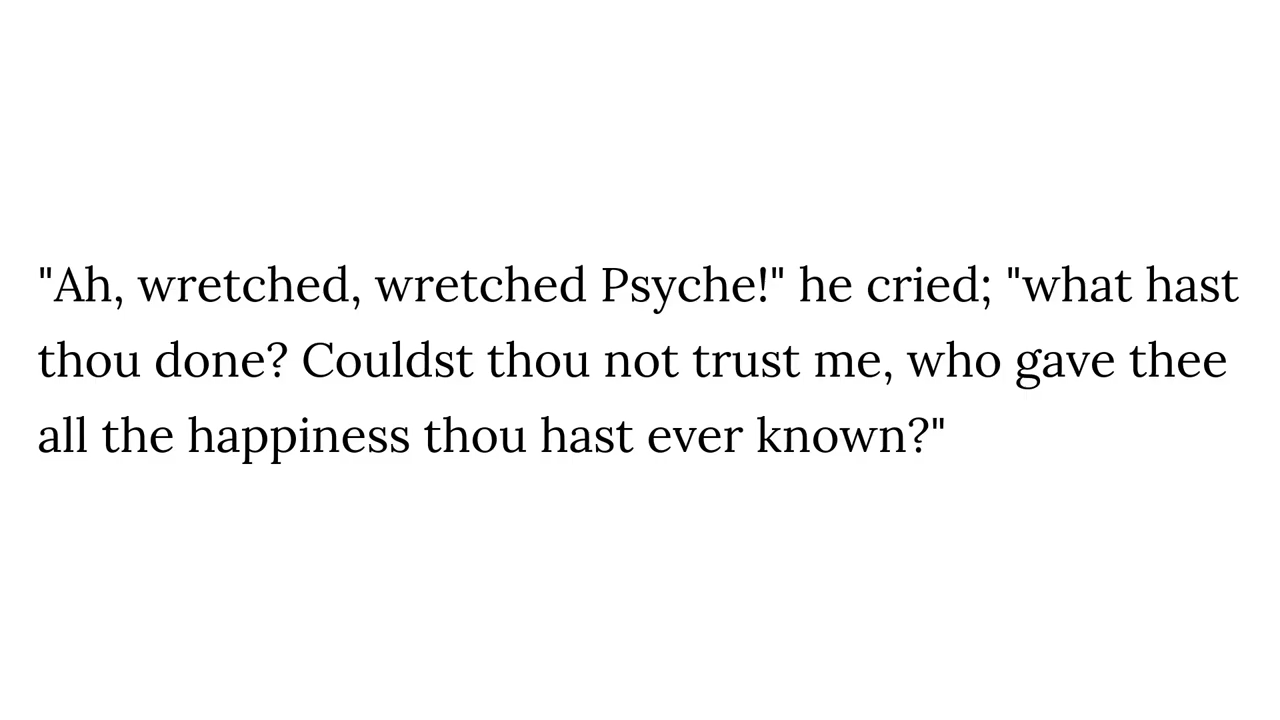 "Ah, wretched, wretched Psyche!" he cried; "what hast
thou done? Couldst thou not trust me, who gave thee
all the happiness thou hast ever known?"